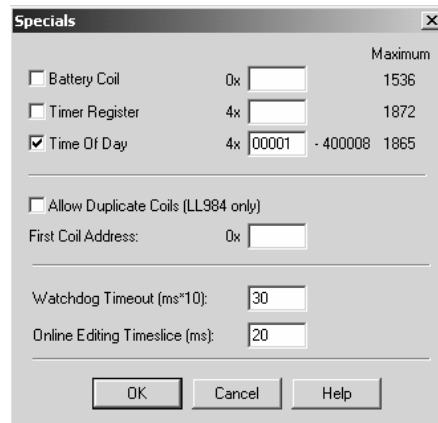 Specials
Maximum
Battery Coil 0x 1536
Timer Register 4x 1872
Time Of Day 4x 00001 - 400008 1865
Allow Duplicate Coils (LL984 only)
First Coil Address: 0x
Watchdog Timeout (ms*10): 30
Online Editing Timeslice (ms): 20
OK Cancel Help